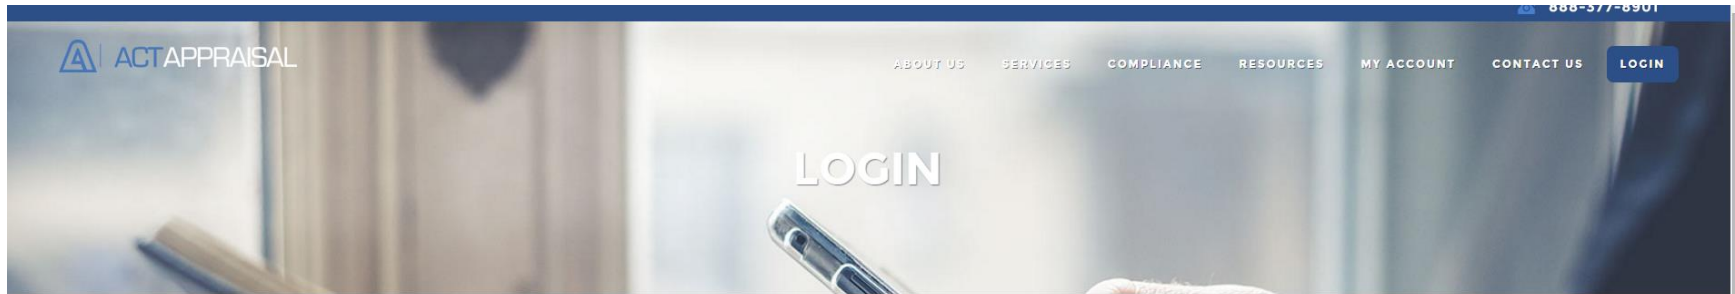 888-377-8901
ACTAPPRAISAL
ABOUT US SERVICES COMPLIANCE RESOURCES MY ACCOUNT CONTACT US LOGIN
LOGIN